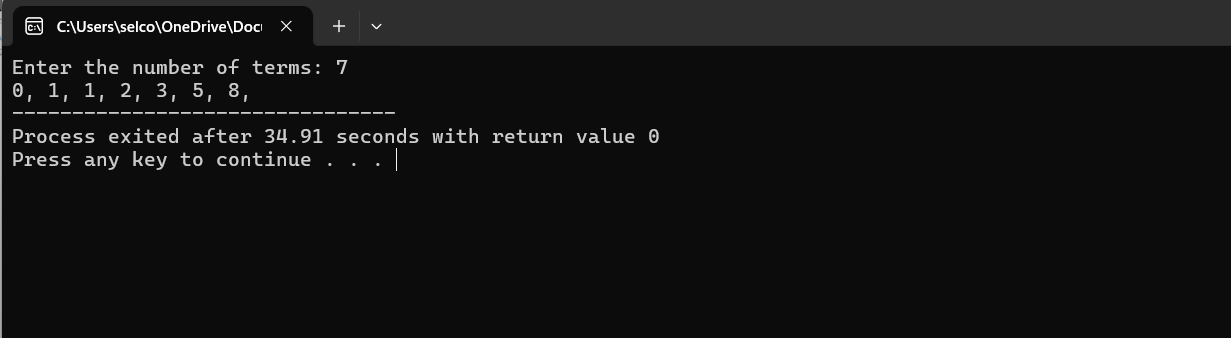 C:\Users\selco\OneDrive\Docu
Enter the number of terms: 7
0, 1, 1, 2, 3, 5, 8,
--------------------------------
Process exited after 34.91 seconds with return value 0
Press any key to continue . . .